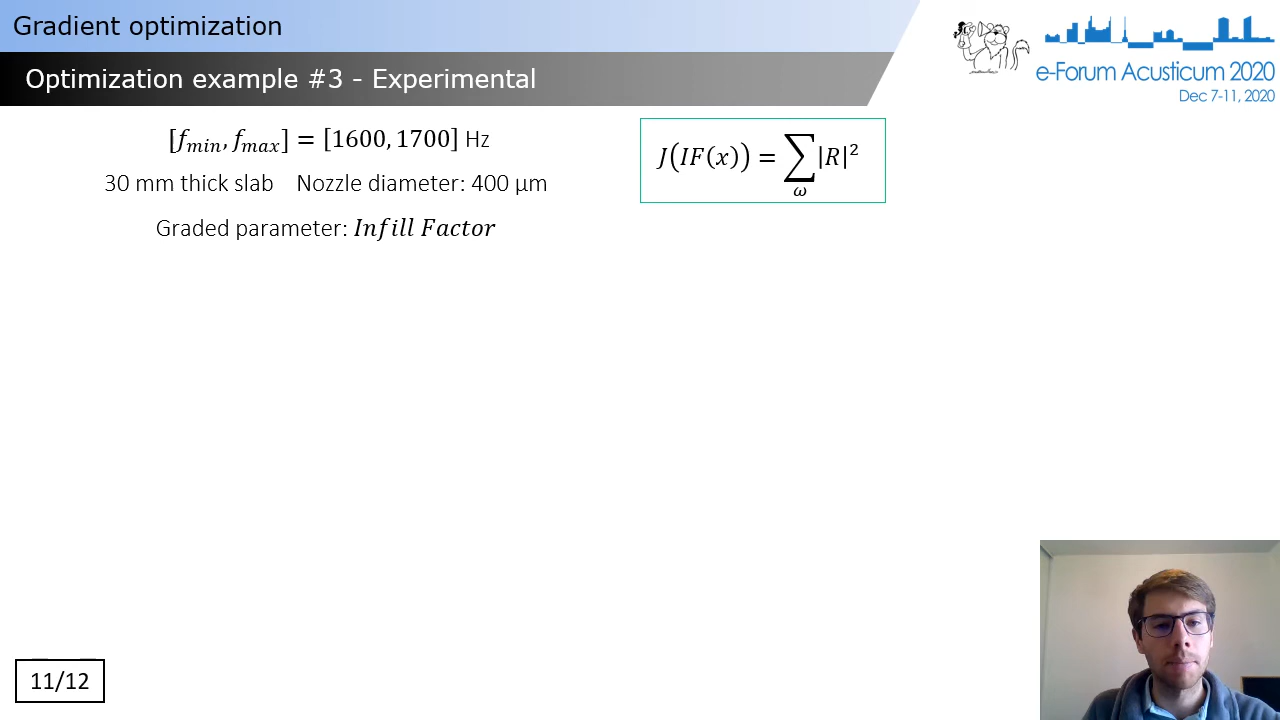 Gradient optimization
Optimization example #3 - Experimental
e-Forum Acusticum 2020
Dec 7-11, 2020
[f_min, f_max] = [1600, 1700] Hz
30 mm thick slab Nozzle diameter: 400 µm
Graded parameter: Infill Factor
J(IF(x)) = ∑_ω |R|²
11/12